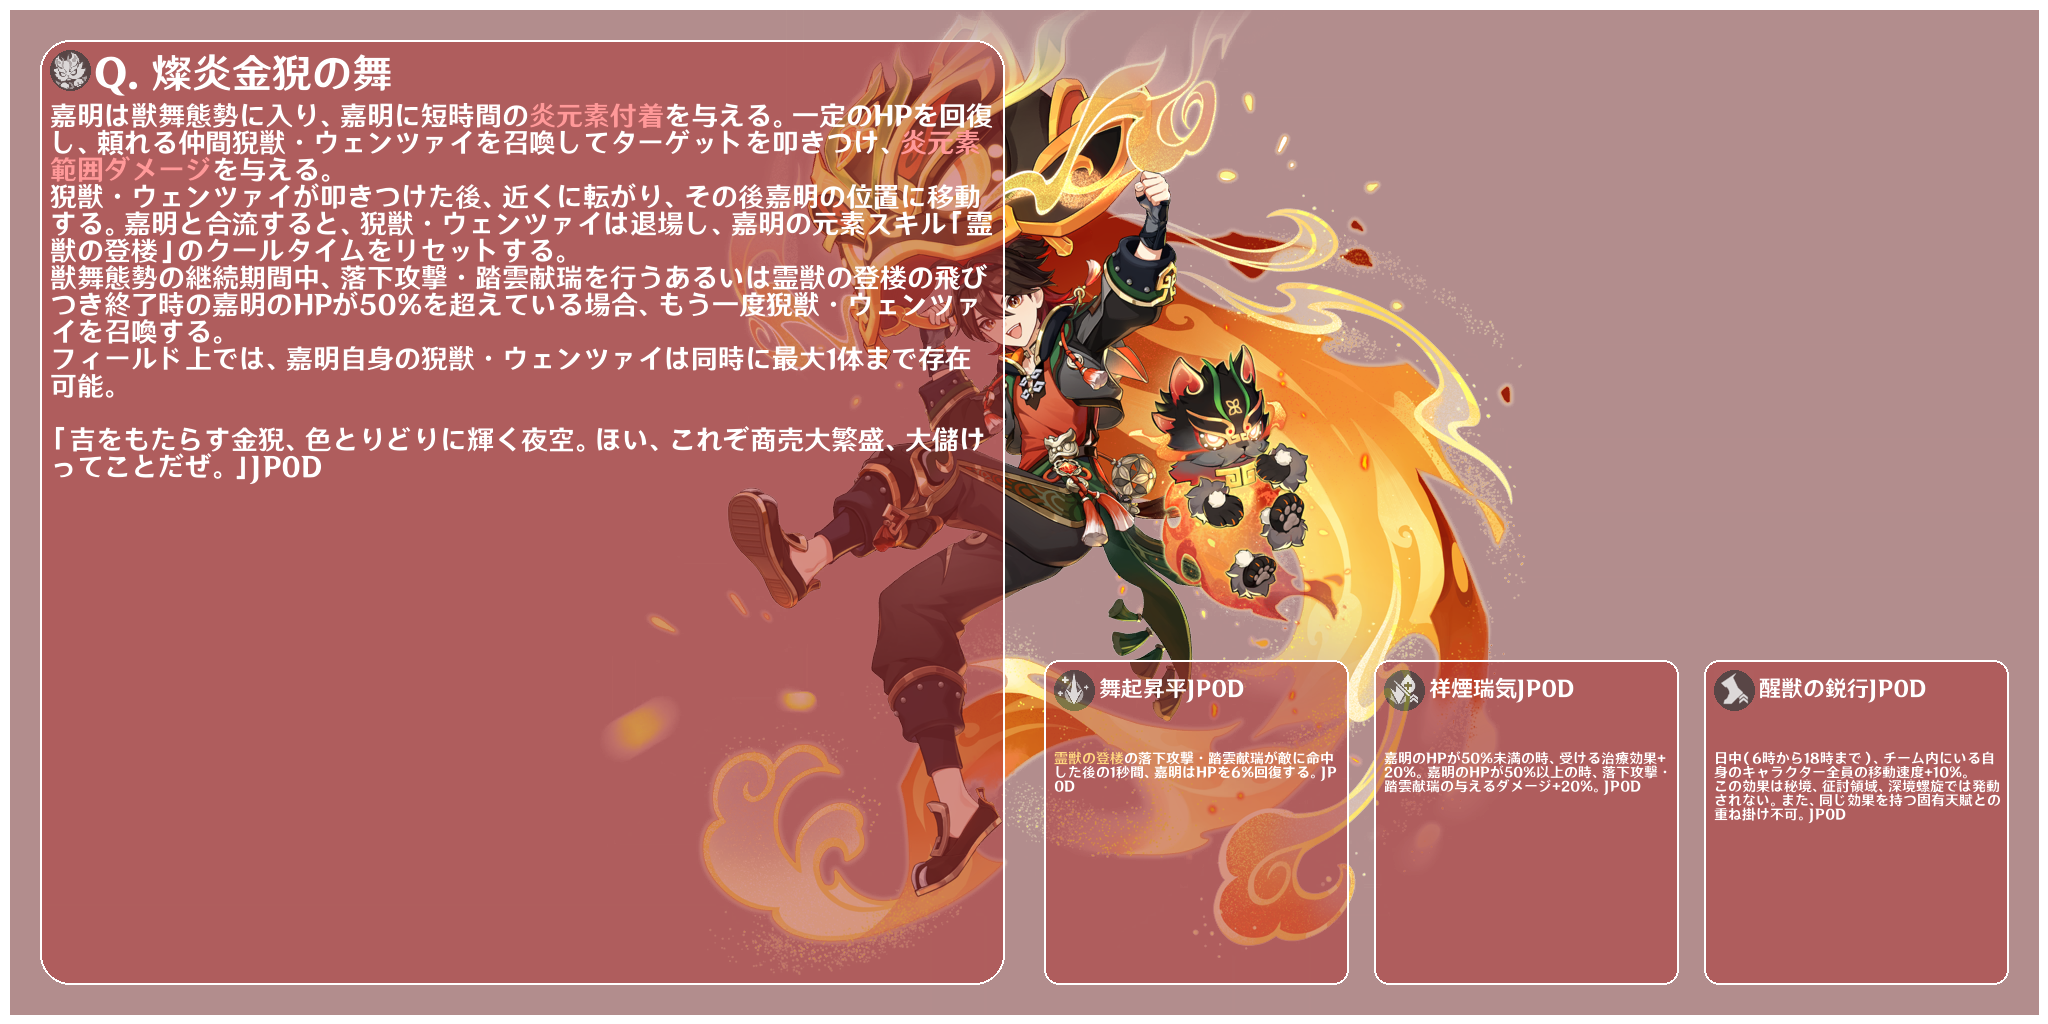 Q. 燦炎金猊の舞
嘉明は獣舞態勢に入り、嘉明に短時間の炎元素付着を与える。一定のHPを回復
し、頼れる仲間猊獣・ウェンツァイを召喚してターゲットを叩きつけ、炎元素
範囲ダメージを与える。
猊獣・ウェンツァイが叩きつけた後、近くに転がり、その後嘉明の位置に移動
する。嘉明と合流すると、猊獣・ウェンツァイは退場し、嘉明の元素スキル「霊
獣の登楼」のクールタイムをリセットする。
獣舞態勢の継続期間中、落下攻撃・踏雲献瑞を行うあるいは霊獣の登楼の飛び
つき終了時の嘉明のHPが50%を超えている場合、もう一度猊獣・ウェンツァ
イを召喚する。
フィールド上では、嘉明自身の猊獣・ウェンツァイは同時に最大1体まで存在
可能。
「吉をもたらす金猊、色とりどりに輝く夜空。ほい、これぞ商売大繁盛、大儲け
ってことだぜ。」JP0D
舞起昇平JP0D
霊獣の登楼の落下攻撃・踏雲献瑞が敵に命中
した後の1秒間、嘉明はHPを6%回復する。JP
0D
祥煙瑞気JP0D
嘉明のHPが50%未満の時、受ける治療効果+
20%。嘉明のHPが50%以上の時、落下攻撃・
踏雲献瑞の与えるダメージ+20%。JP0D
醒獣の鋭行JP0D
日中(6時から18時まで)、チーム内にいる自
身のキャラクター全員の移動速度+10%。
この効果は秘境、征討領域、深境螺旋では発動
されない。また、同じ効果を持つ固有天賦との
重ね掛け不可。JP0D